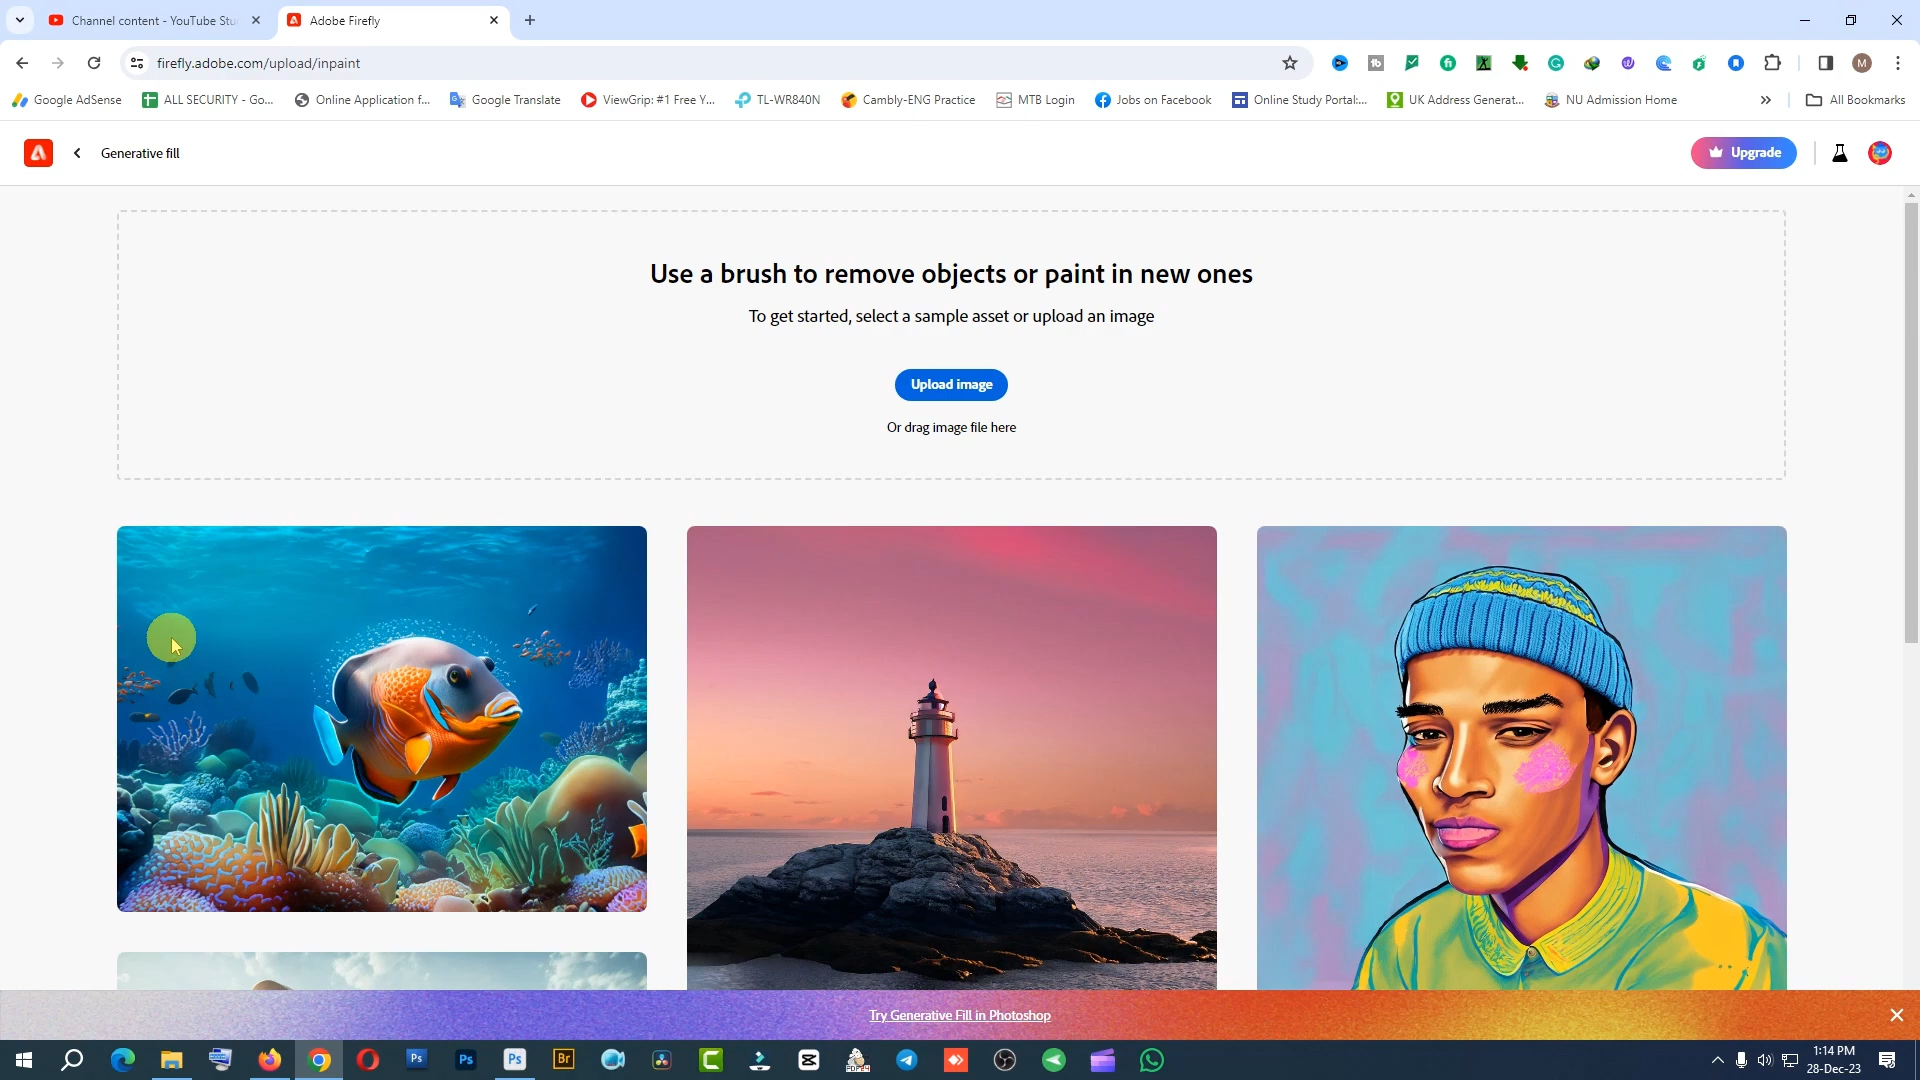 Channel content - YouTube Stu
Adobe Firefly
firefly.adobe.com/upload/inpaint
M
Google AdSense
ALL SECURITY - Go...
Online Application f...
Google Translate
ViewGrip: #1 Free Y...
TL-WR840N
Cambly-ENG Practice
MTB Login
Jobs on Facebook
Online Study Portal:...
UK Address Generat...
NU Admission Home
All Bookmarks
Generative fill
Upgrade
Use a brush to remove objects or paint in new ones
To get started, select a sample asset or upload an image
Upload image
Or drag image file here
Try Generative Fill in Photoshop
Ps
Ps
Ps
Br
1:14 PM
28-Dec-23